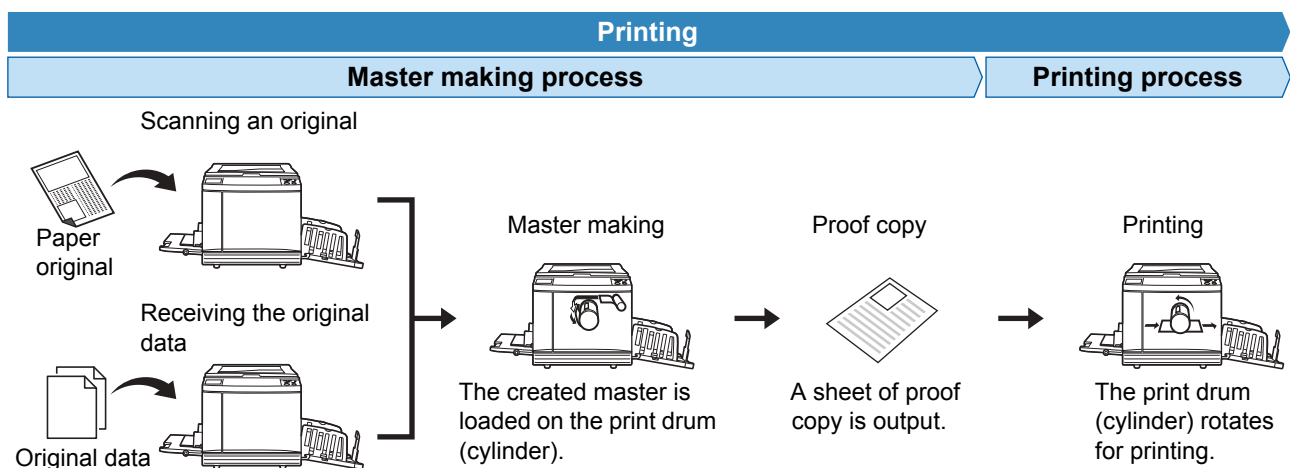 Printing
Master making process
Printing process
Scanning an original
Paper
original
Receiving the original
data
Original data
Master making
The created master is
loaded on the print drum
(cylinder).
Proof copy
A sheet of proof
copy is output.
Printing
The print drum
(cylinder) rotates
for printing.